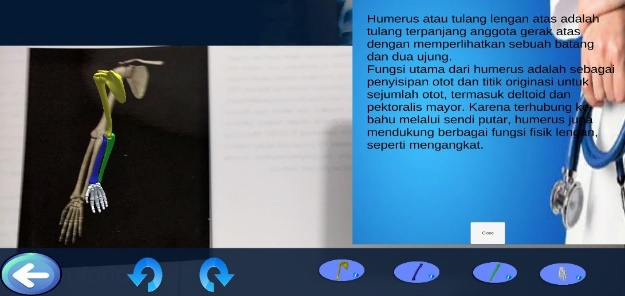 Humerus atau tulang lengan atas adalah
tulang terpanjang anggota gerak atas
dengan memperlihatkan sebuah batang
dan dua ujung.
Fungsi utama dari humerus adalah sebagai
penyisipan otot dan titik originasi untuk
sejumlah otot, termasuk deltoid dan
pektoralis mayor. Karena terhubung ke
bahu melalui sendi putar, humerus juga
mendukung berbagai fungsi fisik lengan,
seperti mengangkat.
Close